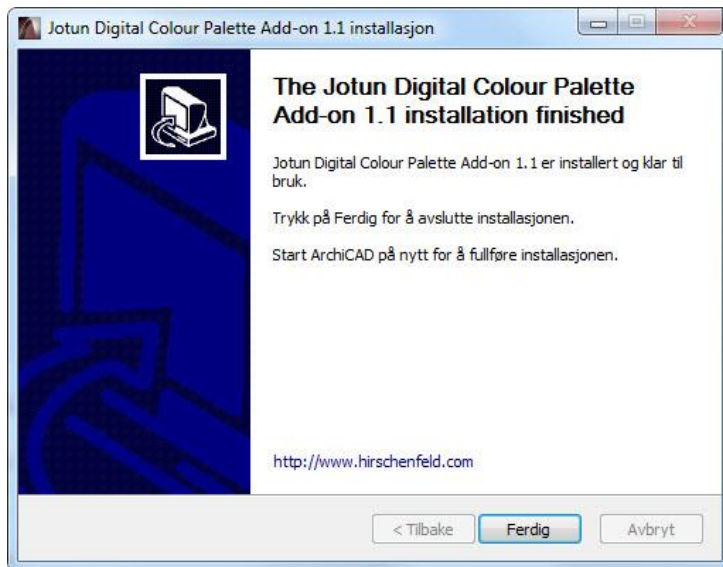 Jotun Digital Colour Palette Add-on 1.1 installasjon
The Jotun Digital Colour Palette
Add-on 1.1 installation finished
Jotun Digital Colour Palette Add-on 1.1 er installert og klar til
bruk.
Trykk på Ferdig for å avslutte installasjonen.
Start ArchiCAD på nytt for å fullføre installasjonen.
http://www.hirschenfeld.com
< Tilbake Ferdig Avbryt